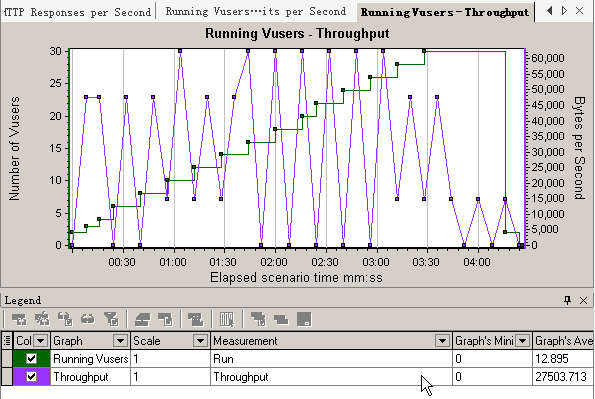 TTP Responses per Second
Running Vusers…its per Second
Running Vusers - Throughput
Running Vusers - Throughput
Number of Vusers
30
25
20
15
10
5
0
60,000
55,000
50,000
45,000
40,000
35,000
30,000
25,000
20,000
15,000
10,000
5,000
0
Bytes per Second
00:30 01:00 01:30 02:00 02:30 03:00 03:30 04:00
Elapsed scenario time mm:ss
Legend
Col Graph Scale Measurement Graph's Mini Graph's Ave
Running Vusers 1 Run 0 12.895
Throughput 1 Throughput 0 27503.713